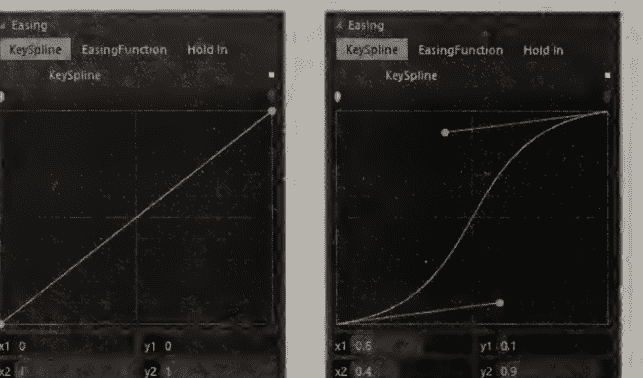 Easing
KeySpline EasingFunction Hold In
KeySpline
x1 0 y1 0
x2 1 y2 1
Easing
KeySpline EasingFunction Hold In
KeySpline
x1 0.6 y1 0.1
x2 0.4 y2 0.9